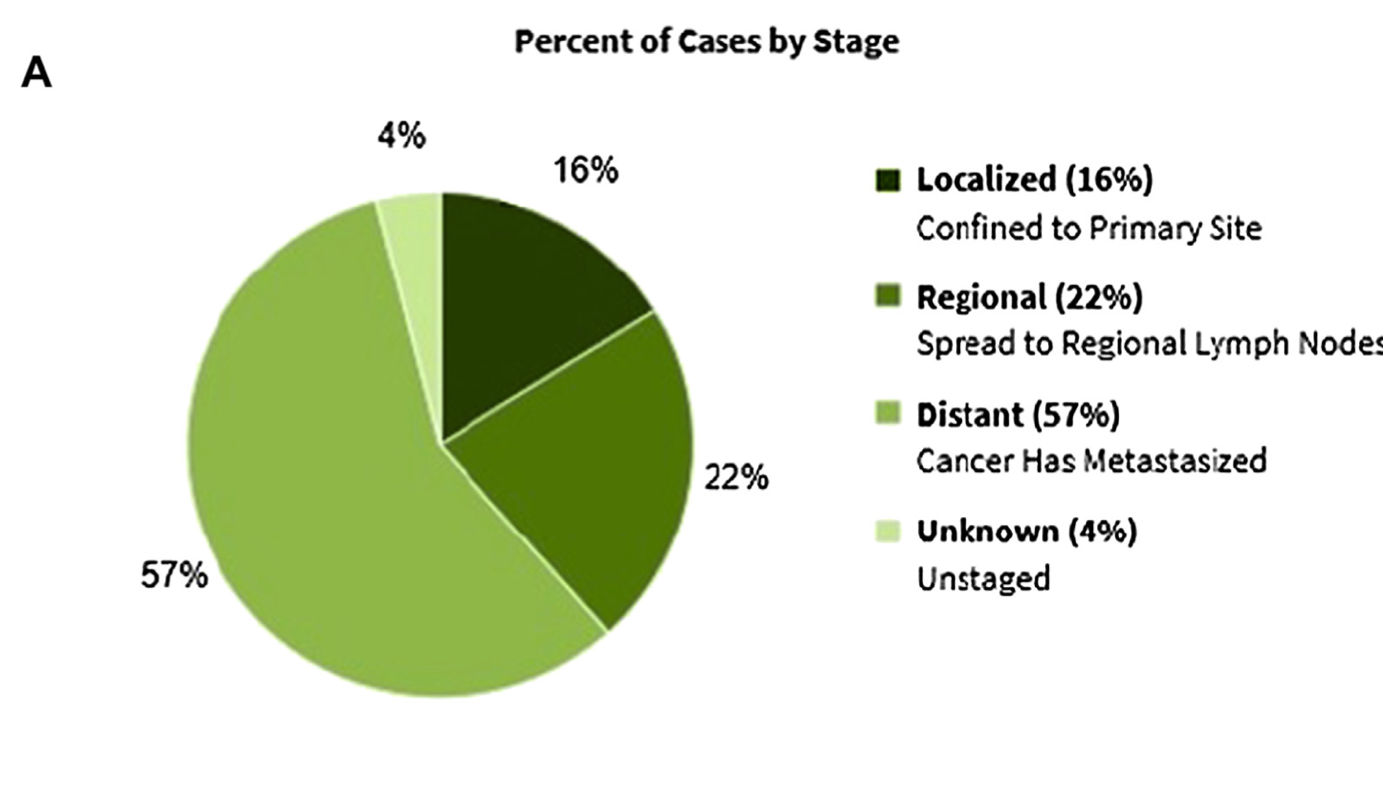 Percent of Cases by Stage
A
4%
16%
22%
57%
Localized (16%)
Confined to Primary Site
Regional (22%)
Spread to Regional Lymph Nodes
Distant (57%)
Cancer Has Metastasized
Unknown (4%)
Unstaged